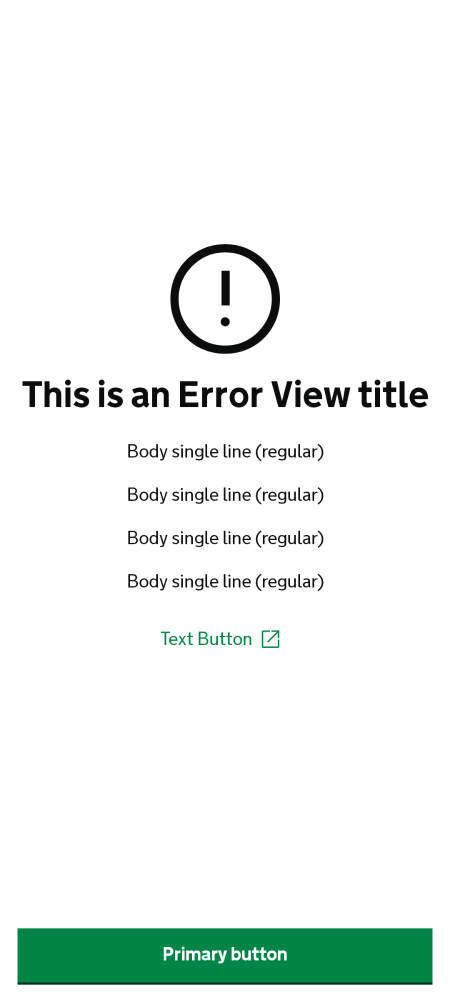 This is an Error View title
Body single line (regular)
Body single line (regular)
Body single line (regular)
Body single line (regular)
Text Button
Primary button